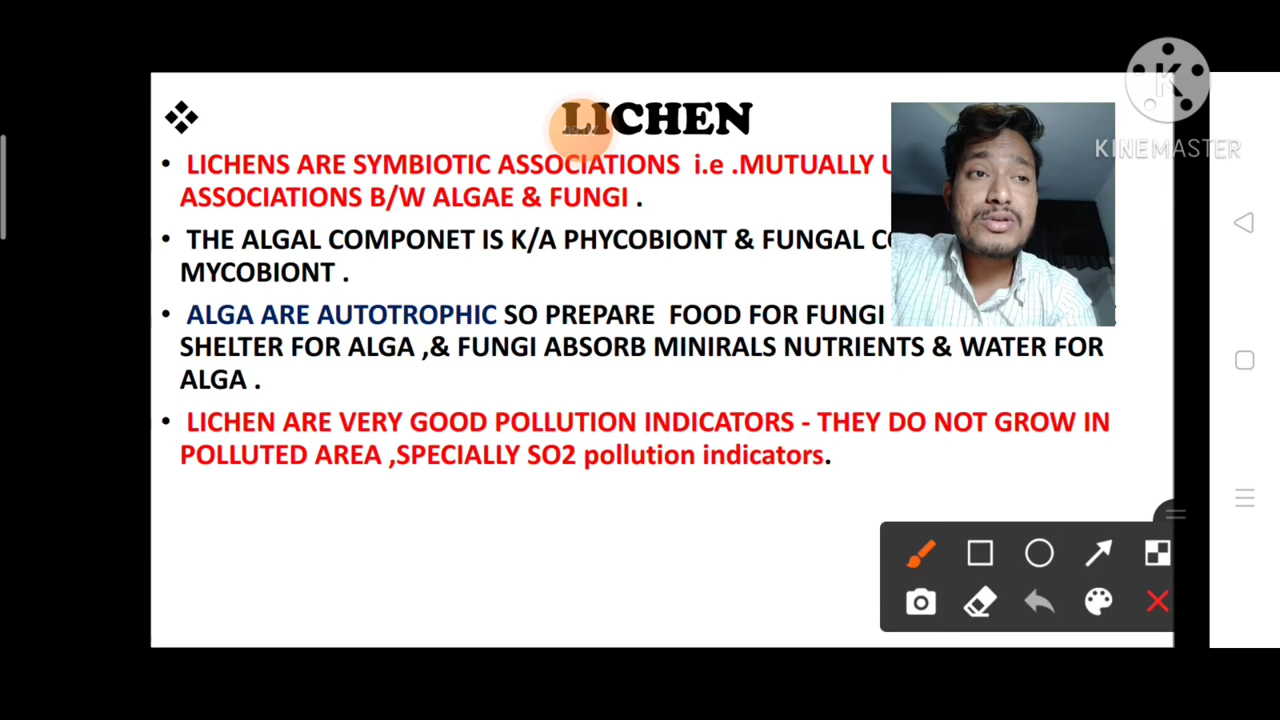 LICHEN
LICHENS ARE SYMBIOTIC ASSOCIATIONS i.e .MUTUALLY
ASSOCIATIONS B/W ALGAE & FUNGI .
THE ALGAL COMPONET IS K/A PHYCOBIONT & FUNGAL
MYCOBIONT .
ALGA ARE AUTOTROPHIC SO PREPARE FOOD FOR FUNGI
SHELTER FOR ALGA ,& FUNGI ABSORB MINIRALS NUTRIENTS & WATER FOR
ALGA .
LICHEN ARE VERY GOOD POLLUTION INDICATORS - THEY DO NOT GROW IN
POLLUTED AREA ,SPECIALLY SO2 pollution indicators.
K
KINEMASTER